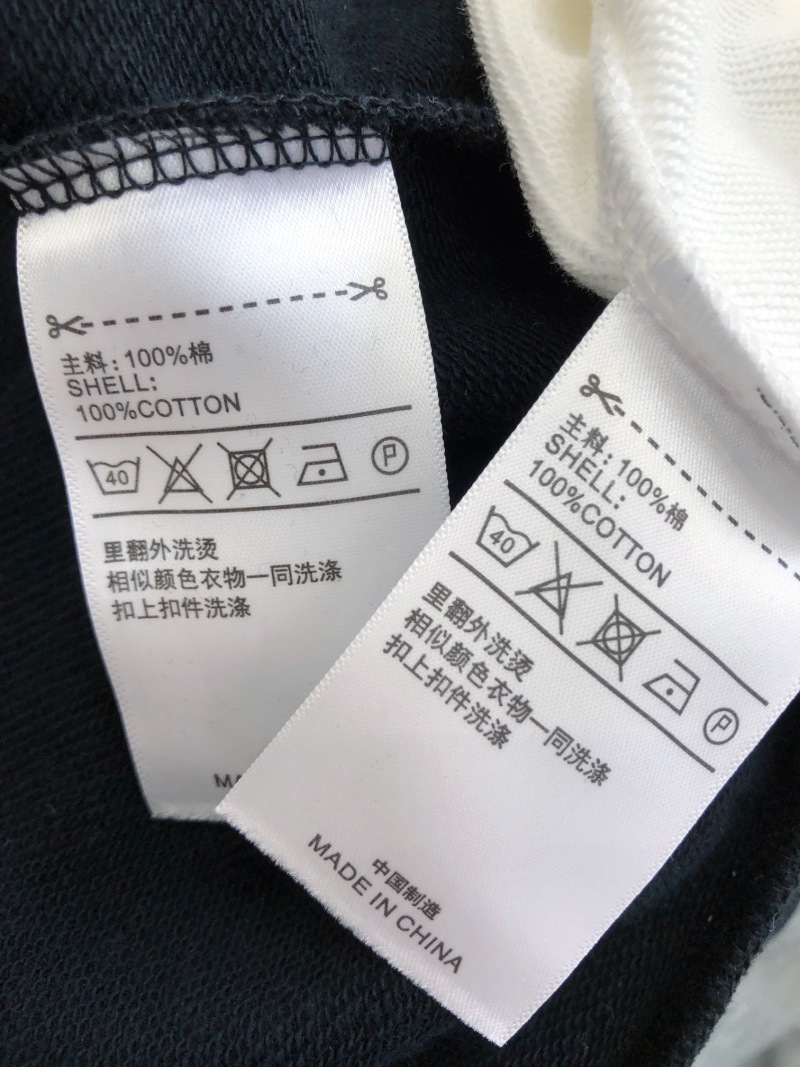 主料:100%棉
SHELL:
100%COTTON
40
P
里翻外洗烫
相似颜色衣物一同洗涤
扣上扣件洗涤
主料:100%棉
SHELL:
100%COTTON
40
P
里翻外洗烫
相似颜色衣物一同洗涤
扣上扣件洗涤
中国制造
MADE IN CHINA